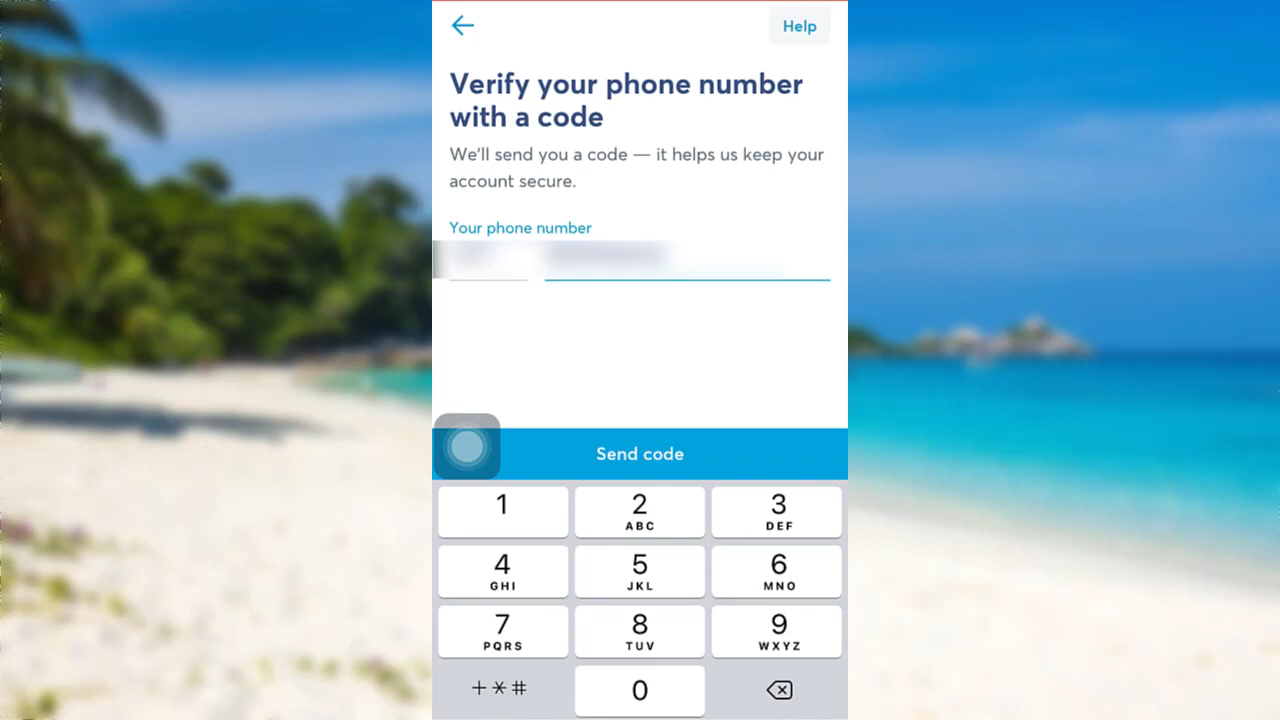 Help
Verify your phone number
with a code
We'll send you a code — it helps us keep your
account secure.
Your phone number
Send code
1
2
ABC
3
DEF
4
GHI
5
JKL
6
MNO
7
PQRS
8
TUV
9
WXYZ
+*#
0